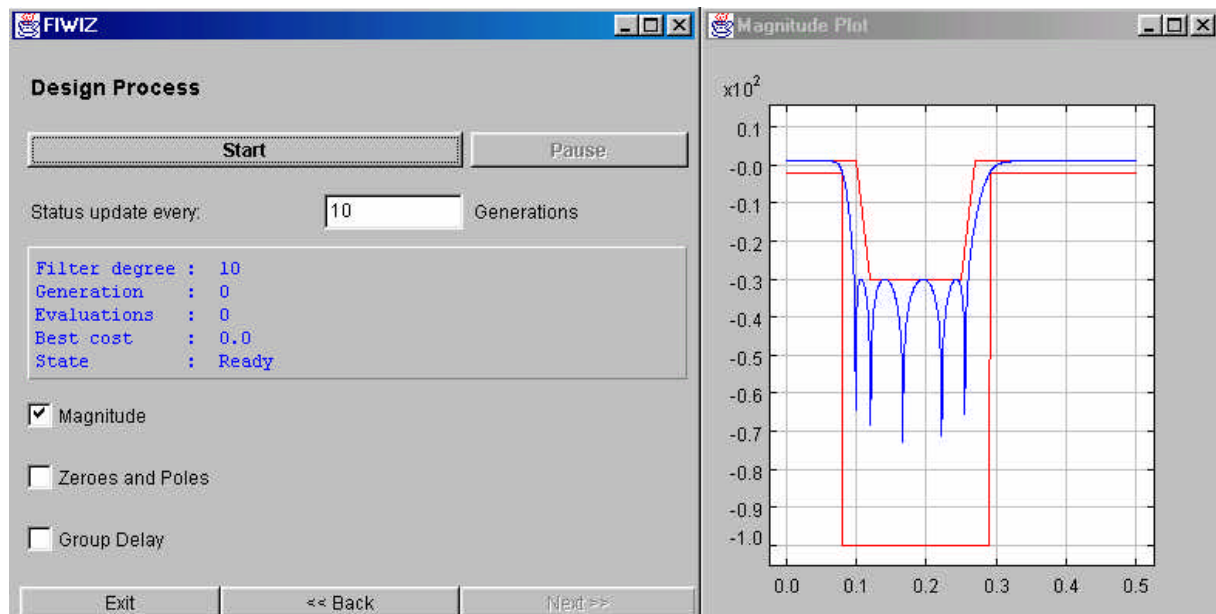 FIWIZ
Design Process
Start
Pause
Status update every:
10
Generations
Filter degree : 10
Generation : 0
Evaluations : 0
Best cost : 0.0
State : Ready
Magnitude
Zeroes and Poles
Group Delay
Exit
<< Back
Next >>
Magnitude Plot
x10²
0.1
-0.0
-0.1
-0.2
-0.3
-0.4
-0.5
-0.6
-0.7
-0.8
-0.9
-1.0
0.0 0.1 0.2 0.3 0.4 0.5